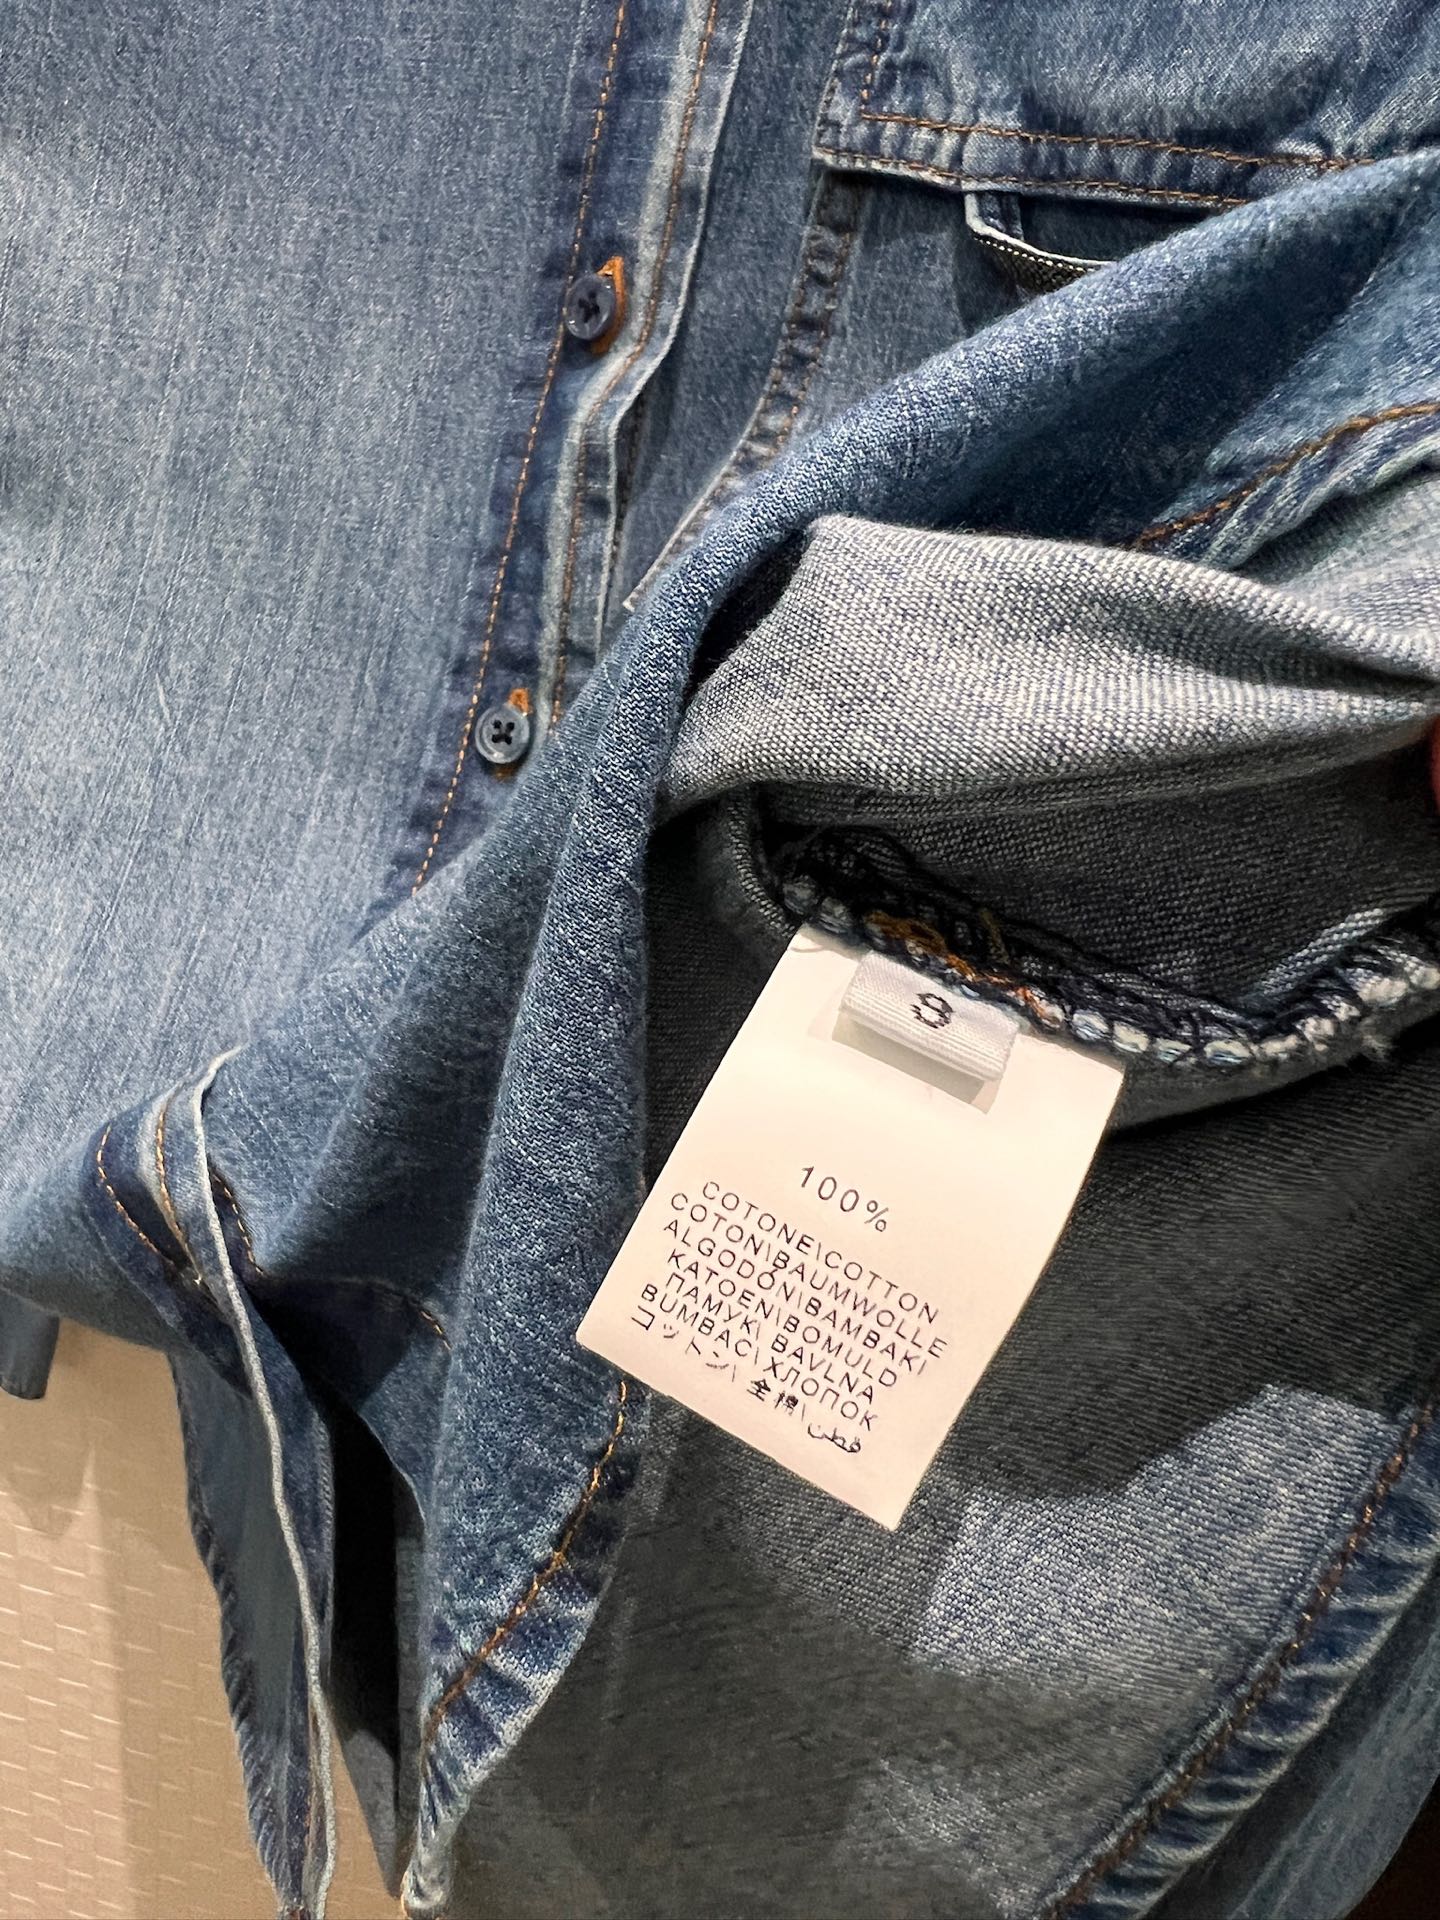 100%
COTONE\COTTON
COTON\BAUMWOLLE
ALGODÓN\BAMBAKI
KATOEN\BOMULD
ПАМУК\ BAVLNA
BUMBAC\ ХЛОПОК
コットン\ 全棉\ قطن